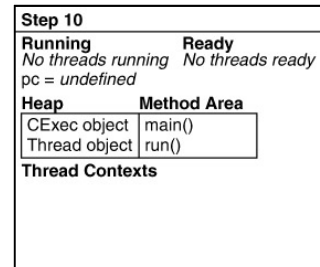 Step 10
Running Ready
No threads running No threads ready
pc = undefined
Heap Method Area
CExec object main()
Thread object run()
Thread Contexts